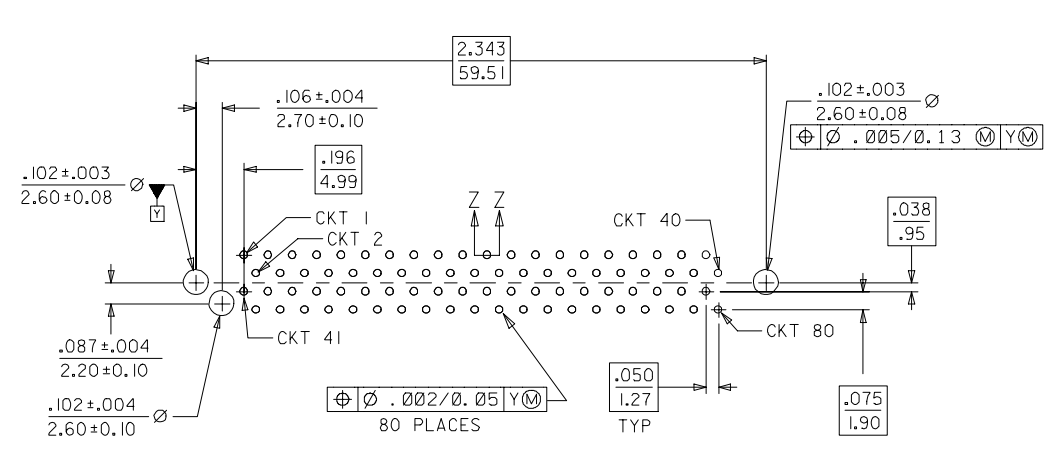 2.343
59.51
.106±.004
2.70±0.10
.102±.003 Ø
2.60±0.08
⌖ Ø .005/0.13 Ⓜ YⓂ
.196
4.99
.102±.003 Ø
2.60±0.08
Y
Z Z
CKT 1
CKT 2
CKT 40
.038
.95
CKT 41
CKT 80
.087±.004
2.20±0.10
.102±.004 Ø
2.60±0.10
⌖ Ø .002/0.05 YⓂ
80 PLACES
.050
1.27
TYP
.075
1.90